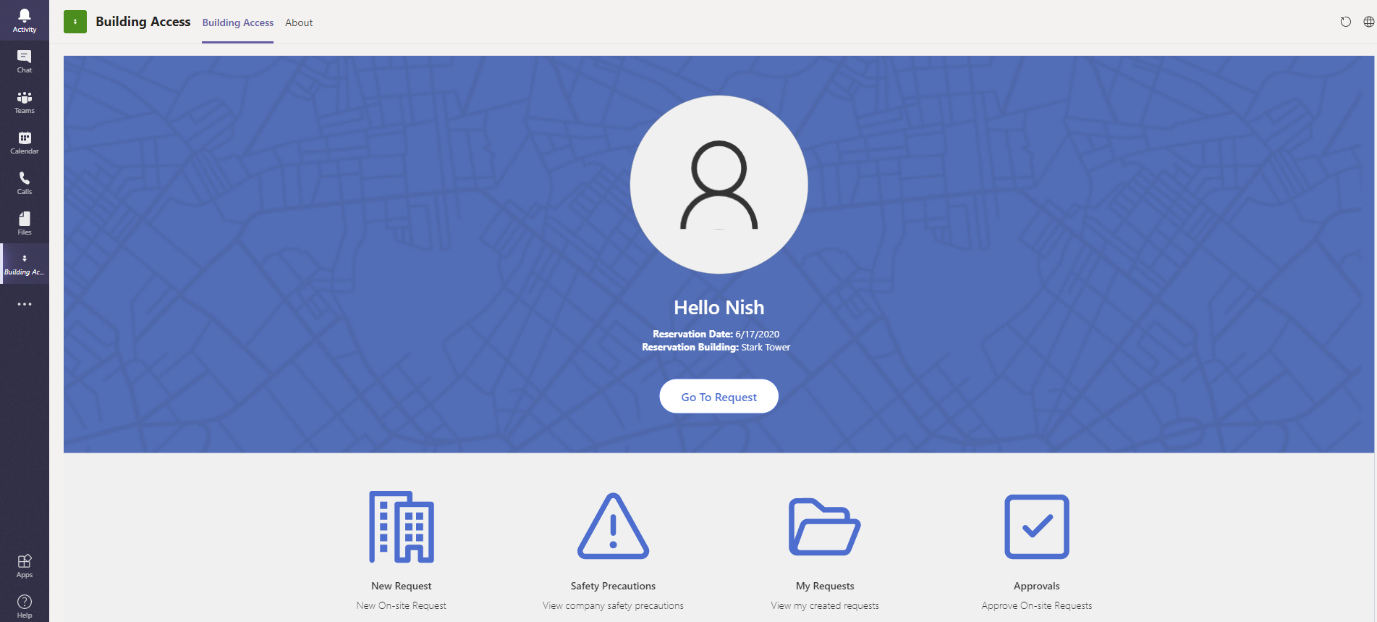 Activity
Chat
Teams
Calendar
Calls
Files
Building Ac...
Apps
Help
Building Access
Building Access
About
Hello Nish
Reservation Date: 6/17/2020
Reservation Building: Stark Tower
Go To Request
New Request
New On-site Request
Safety Precautions
View company safety precautions
My Requests
View my created requests
Approvals
Approve On-site Requests